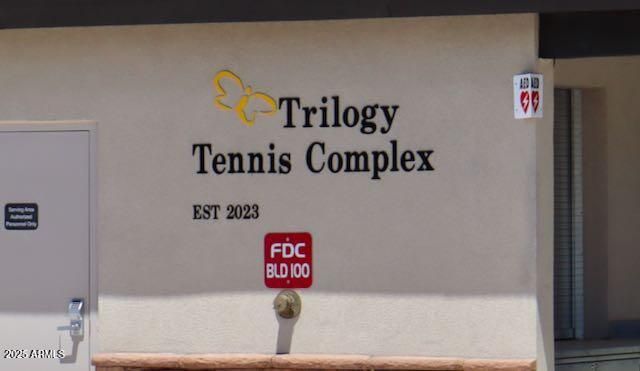 Trilogy
Tennis Complex
EST 2023
AED AED
FDC
BLD 100
Serving Area
Authorized
Personnel Only
2025 ARMLS